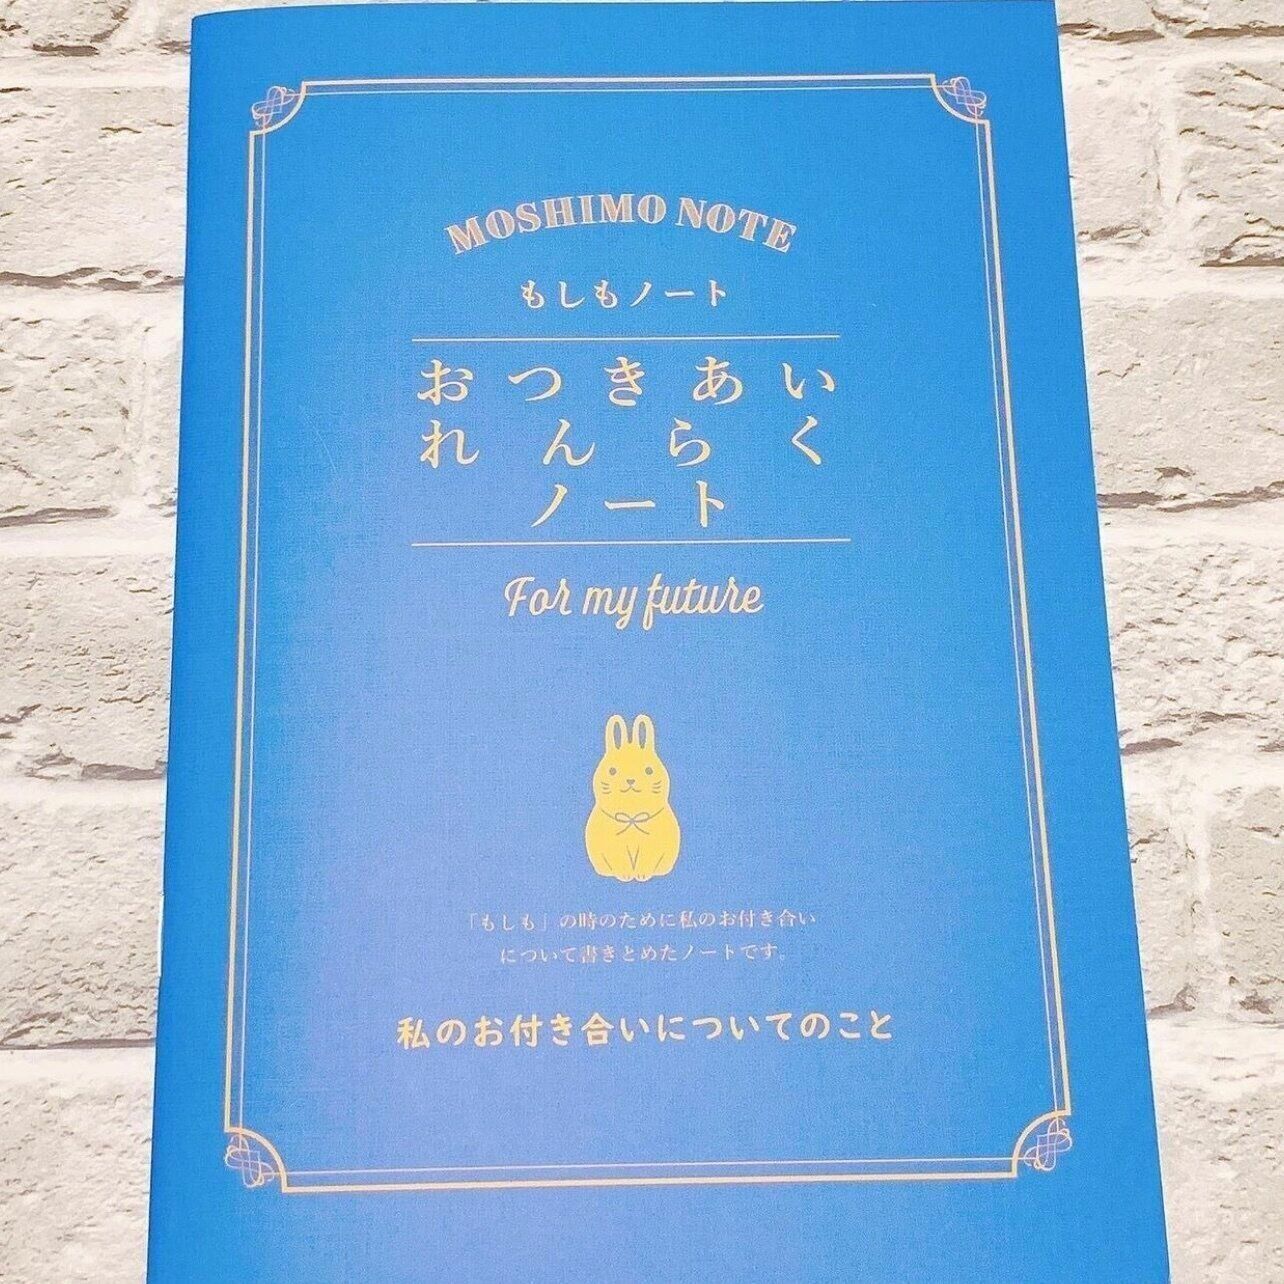 MOSHIMO NOTE
もしもノート
おつきあい
れんらく
ノート
For my future
「もしも」の時のために私のお付き合い
について書きとめたノートです。
私のお付き合いについてのこと